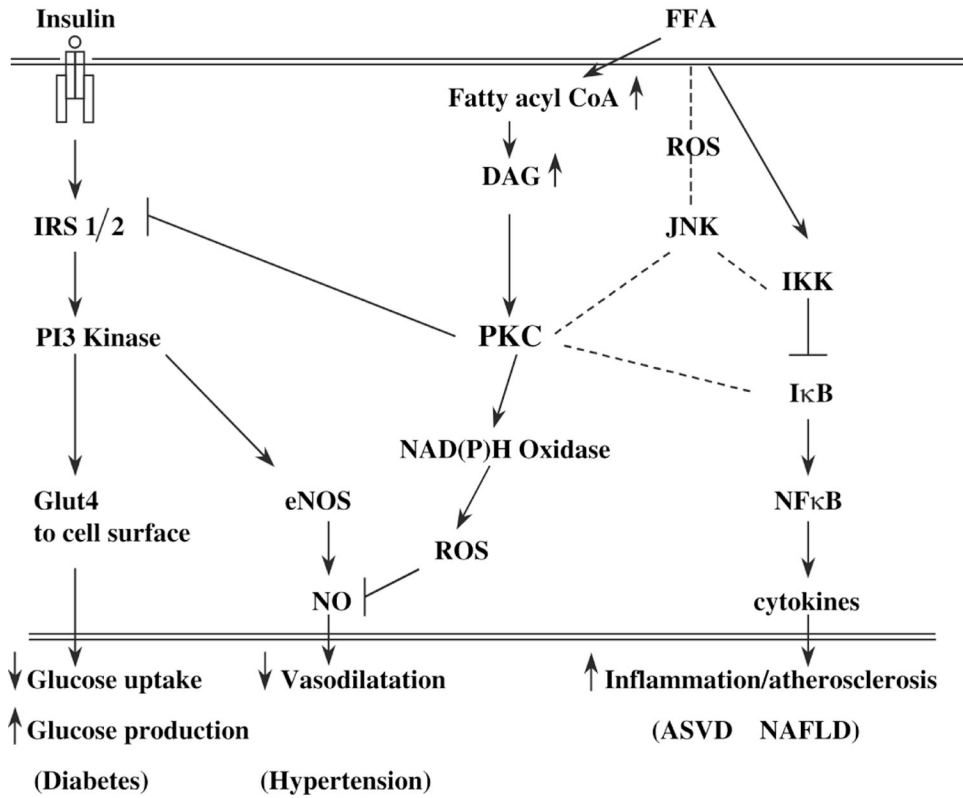 Insulin
FFA
Fatty acyl CoA ↑
DAG ↑
ROS
IRS 1/2
JNK
IKK
PI3 Kinase
PKC
IκB
NAD(P)H Oxidase
Glut4
to cell surface
eNOS
NFκB
ROS
NO
cytokines
↓ Glucose uptake
↓ Vasodilatation
↑ Inflammation/atherosclerosis
↑ Glucose production
(ASVD NAFLD)
(Diabetes)
(Hypertension)